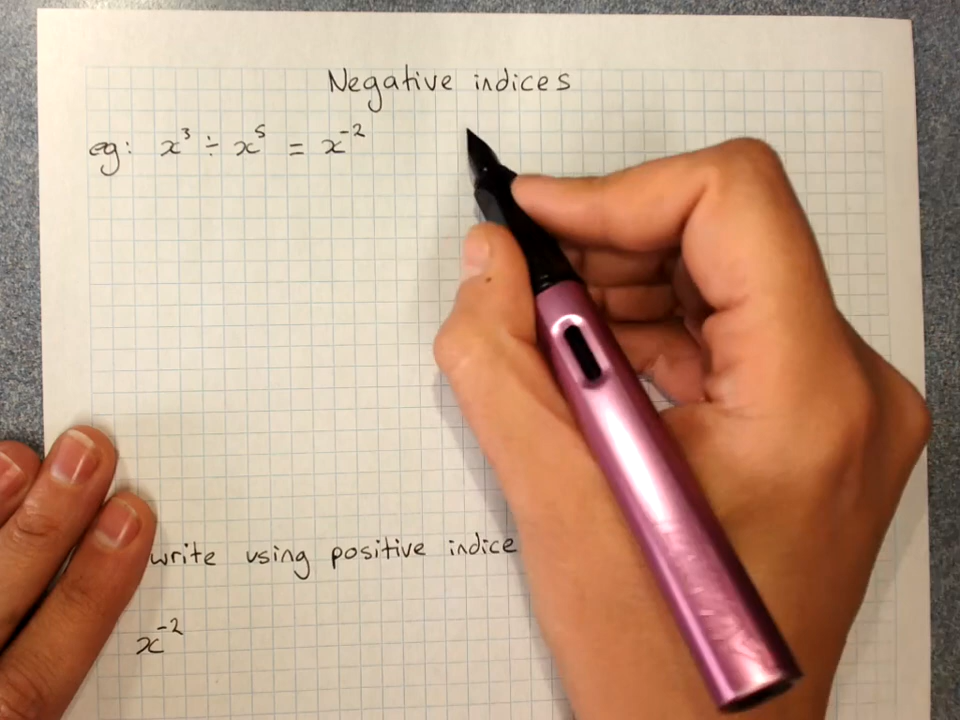 Negative indices
eg: x³ ÷ x⁵ = x⁻²
write using positive indice
x⁻²